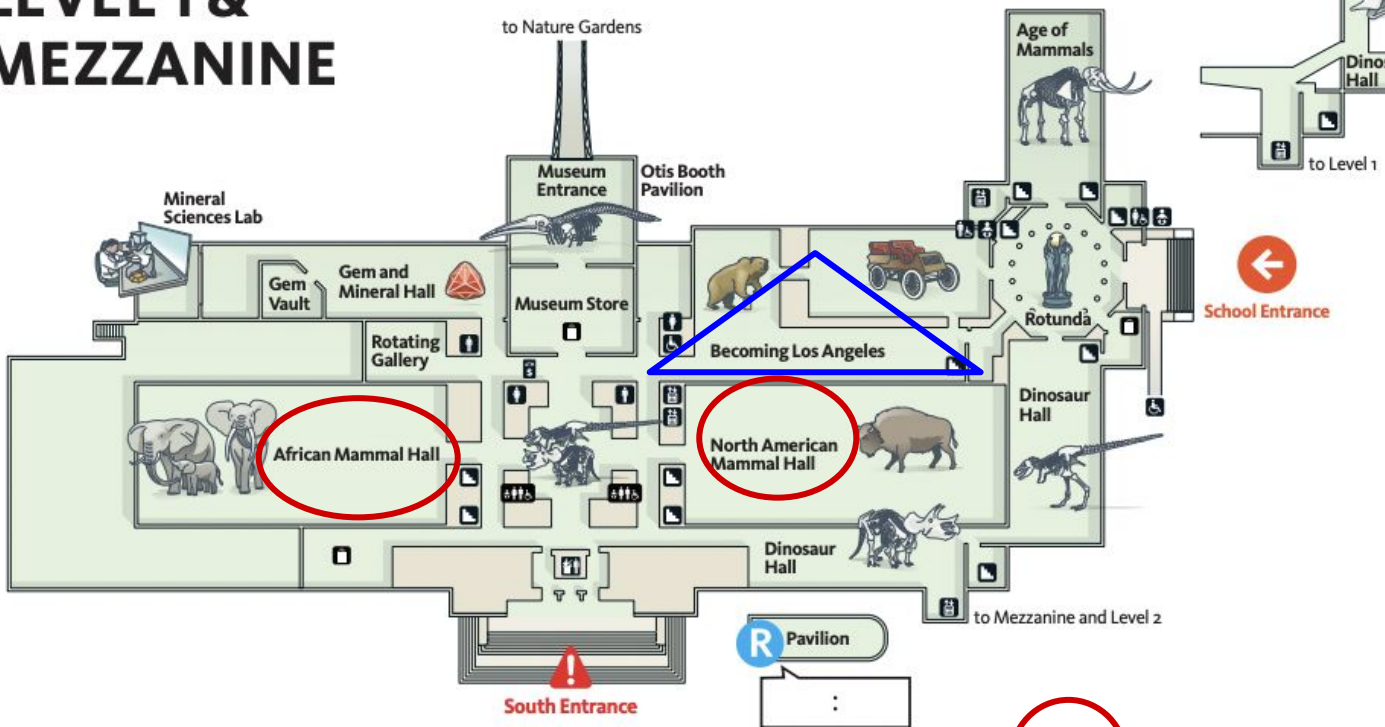 LEVEL 1 &
MEZZANINE
to Nature Gardens
Age of
Mammals
Dino
Hall
to Level 1
Museum
Entrance
Otis Booth
Pavilion
Mineral
Sciences Lab
Gem
Vault
Gem and
Mineral Hall
Museum Store
Rotunda
School Entrance
Rotating
Gallery
Becoming Los Angeles
Dinosaur
Hall
African Mammal Hall
North American
Mammal Hall
Dinosaur
Hall
to Mezzanine and Level 2
R
Pavilion
:
South Entrance